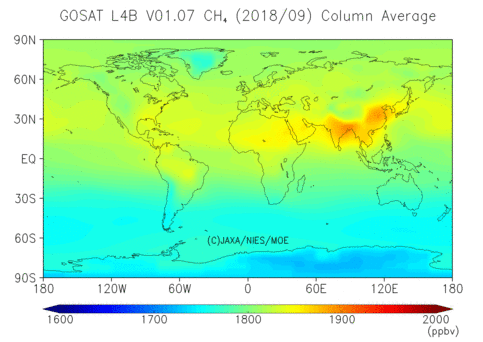 GOSAT L4B V01.07 CH₄ (2018/09) Column Average
90N
60N
30N
EQ
30S
60S
90S
(C)JAXA/NIES/MOE
180 120W 60W 0 60E 120E 180
1600 1700 1800 1900 2000
(ppbv)